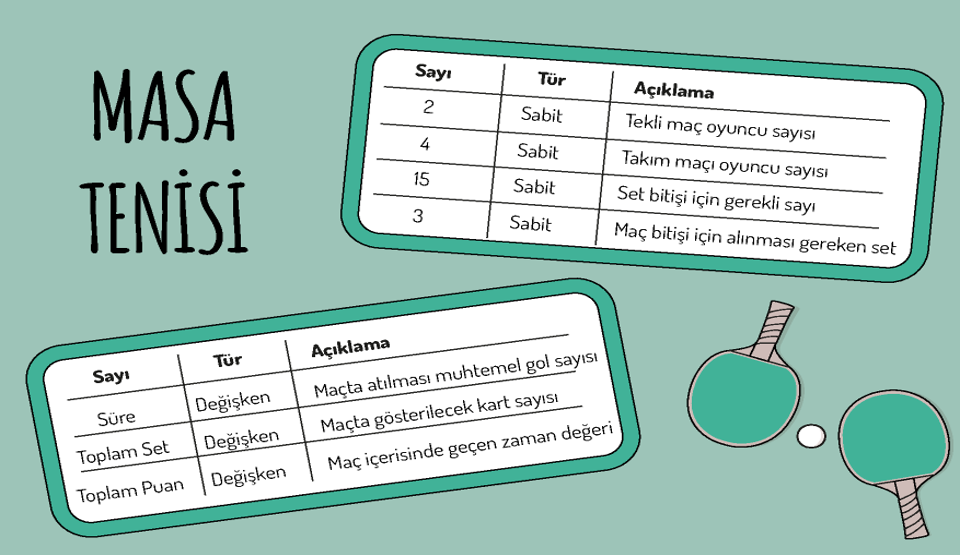 MASA
TENİSİ
Sayı Tür Açıklama
2 Sabit Tekli maç oyuncu sayısı
4 Sabit Takım maçı oyuncu sayısı
15 Sabit Set bitişi için gerekli sayı
3 Sabit Maç bitişi için alınması gereken set
Sayı Tür Açıklama
Süre Değişken Maçta atılması muhtemel gol sayısı
Toplam Set Değişken Maçta gösterilecek kart sayısı
Toplam Puan Değişken Maç içerisinde geçen zaman değeri